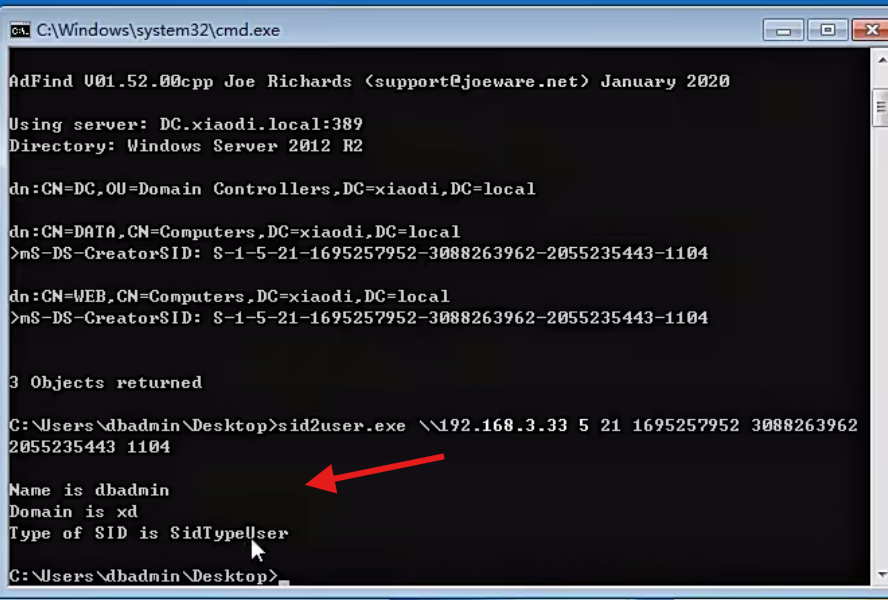 C:\Windows\system32\cmd.exe
AdFind V01.52.00cpp Joe Richards (support@joeware.net) January 2020
Using server: DC.xiaodi.local:389
Directory: Windows Server 2012 R2
dn:CN=DC,OU=Domain Controllers,DC=xiaodi,DC=local
dn:CN=DATA,CN=Computers,DC=xiaodi,DC=local
>mS-DS-CreatorSID: S-1-5-21-1695257952-3088263962-2055235443-1104
dn:CN=WEB,CN=Computers,DC=xiaodi,DC=local
>mS-DS-CreatorSID: S-1-5-21-1695257952-3088263962-2055235443-1104
3 Objects returned
C:\Users\dbadmin\Desktop>sid2user.exe \\192.168.3.33 5 21 1695257952 3088263962
2055235443 1104
Name is dbadmin
Domain is xd
Type of SID is SidTypeUser
C:\Users\dbadmin\Desktop>_